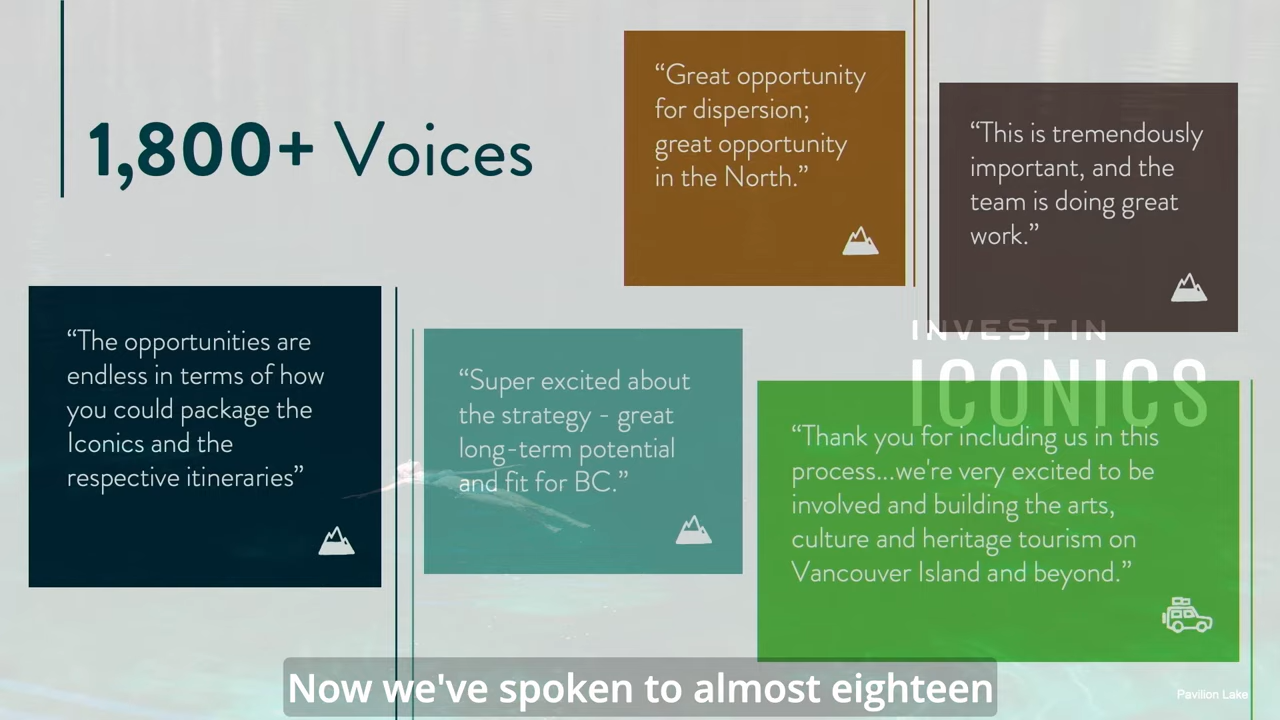 1,800+ Voices
“Great opportunity
for dispersion;
great opportunity
in the North.”
“This is tremendously
important, and the
team is doing great
work.”
“The opportunities are
endless in terms of how
you could package the
Iconics and the
respective itineraries”
“Super excited about
the strategy - great
long-term potential
and fit for BC.”
INVEST IN
ICONICS
“Thank you for including us in this
process...we're very excited to be
involved and building the arts,
culture and heritage tourism on
Vancouver Island and beyond.”
Now we've spoken to almost eighteen
Pavilion Lake